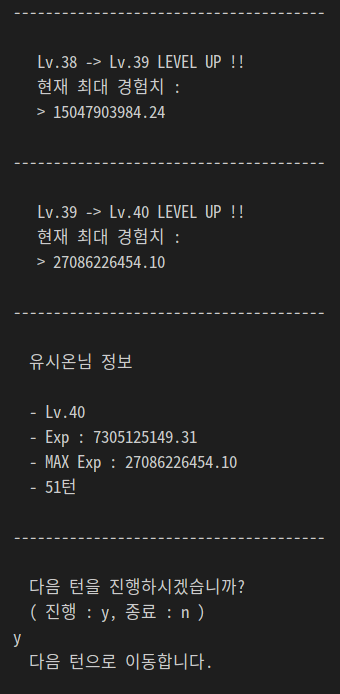 ---------------------------------------
Lv.38 -> Lv.39 LEVEL UP !!
현재 최대 경험치 :
> 15047903984.24
---------------------------------------
Lv.39 -> Lv.40 LEVEL UP !!
현재 최대 경험치 :
> 27086226454.10
---------------------------------------
유시온님 정보
- Lv.40
- Exp : 7305125149.31
- MAX Exp : 27086226454.10
- 51턴
---------------------------------------
다음 턴을 진행하시겠습니까?
( 진행 : y, 종료 : n )
y
다음 턴으로 이동합니다.